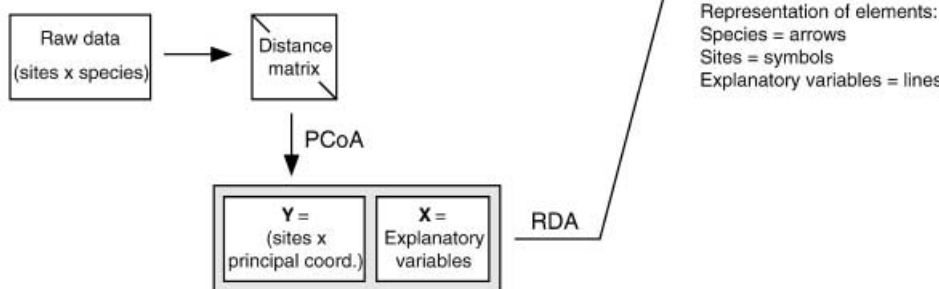 Representation of elements:
Species = arrows
Sites = symbols
Explanatory variables = lines
Raw data
(sites x species)
Distance
matrix
PCoA
Y =
(sites x
principal coord.)
X =
Explanatory
variables
RDA